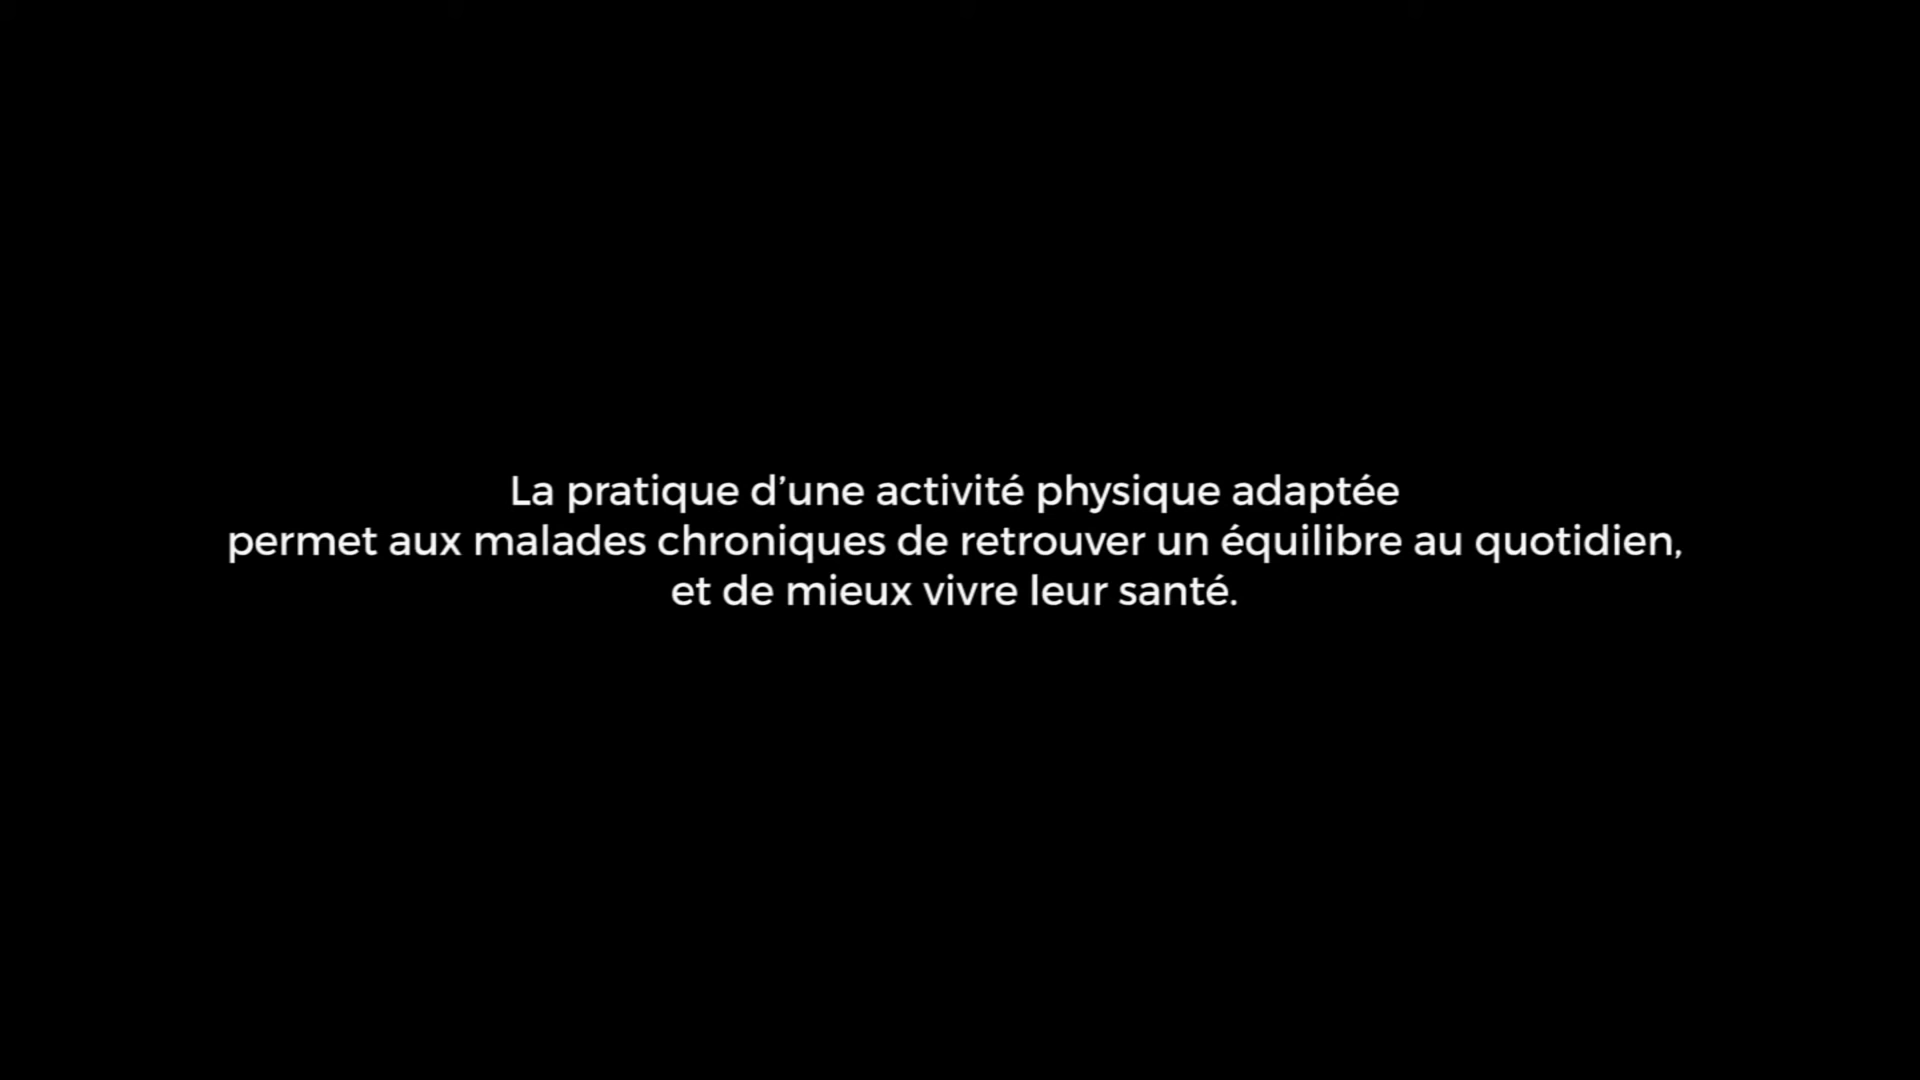 La pratique d’une activité physique adaptée
permet aux malades chroniques de retrouver un équilibre au quotidien,
et de mieux vivre leur santé.